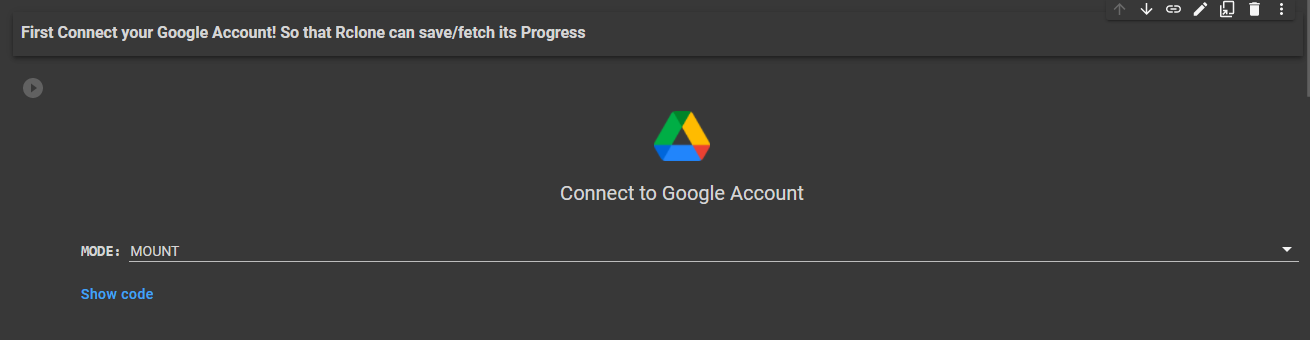 First Connect your Google Account! So that Rclone can save/fetch its Progress
Connect to Google Account
MODE: MOUNT
Show code